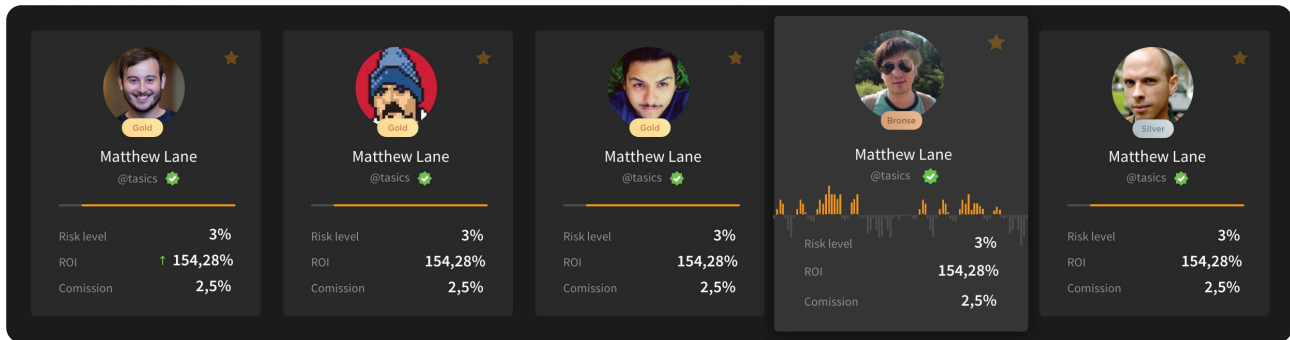 Gold
Matthew Lane
@tasics
Risk level 3%
ROI ↑ 154,28%
Comission 2,5%
Gold
Matthew Lane
@tasics
Risk level 3%
ROI 154,28%
Comission 2,5%
Gold
Matthew Lane
@tasics
Risk level 3%
ROI 154,28%
Comission 2,5%
Bronse
Matthew Lane
@tasics
Risk level 3%
ROI 154,28%
Comission 2,5%
Silver
Matthew Lane
@tasics
Risk level 3%
ROI 154,28%
Comission 2,5%